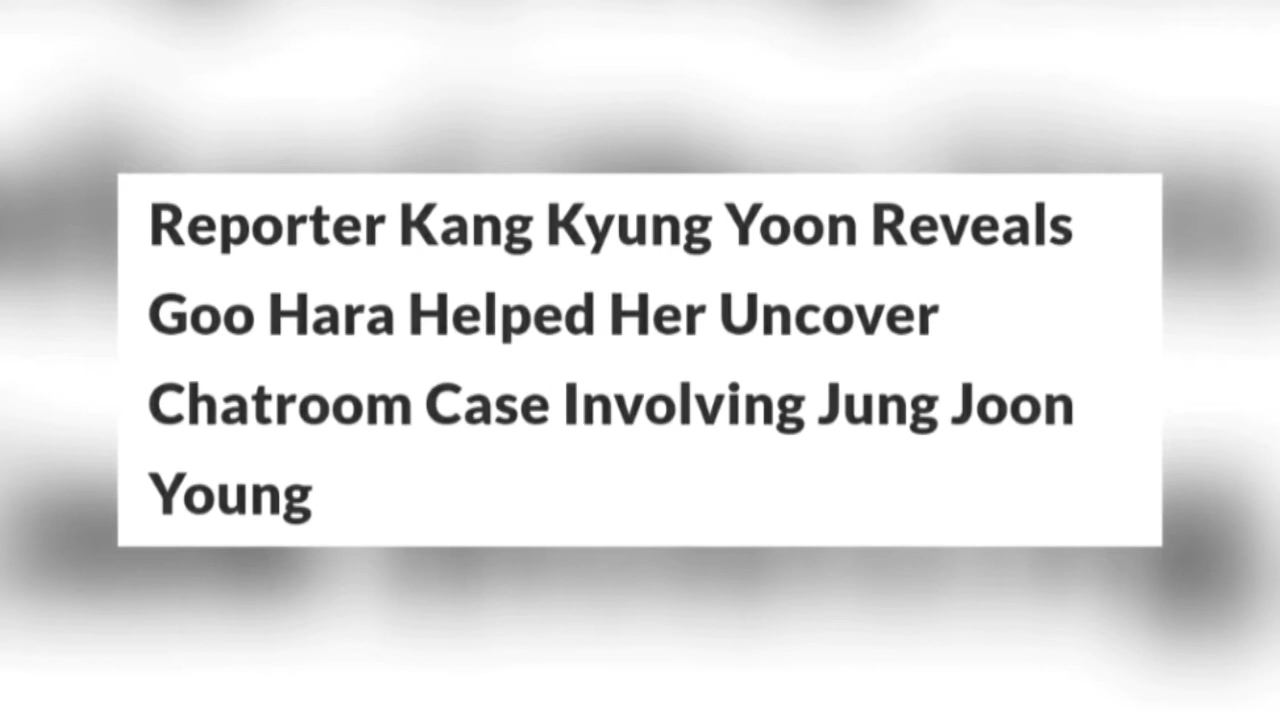 Reporter Kang Kyung Yoon Reveals
Goo Hara Helped Her Uncover
Chatroom Case Involving Jung Joon
Young